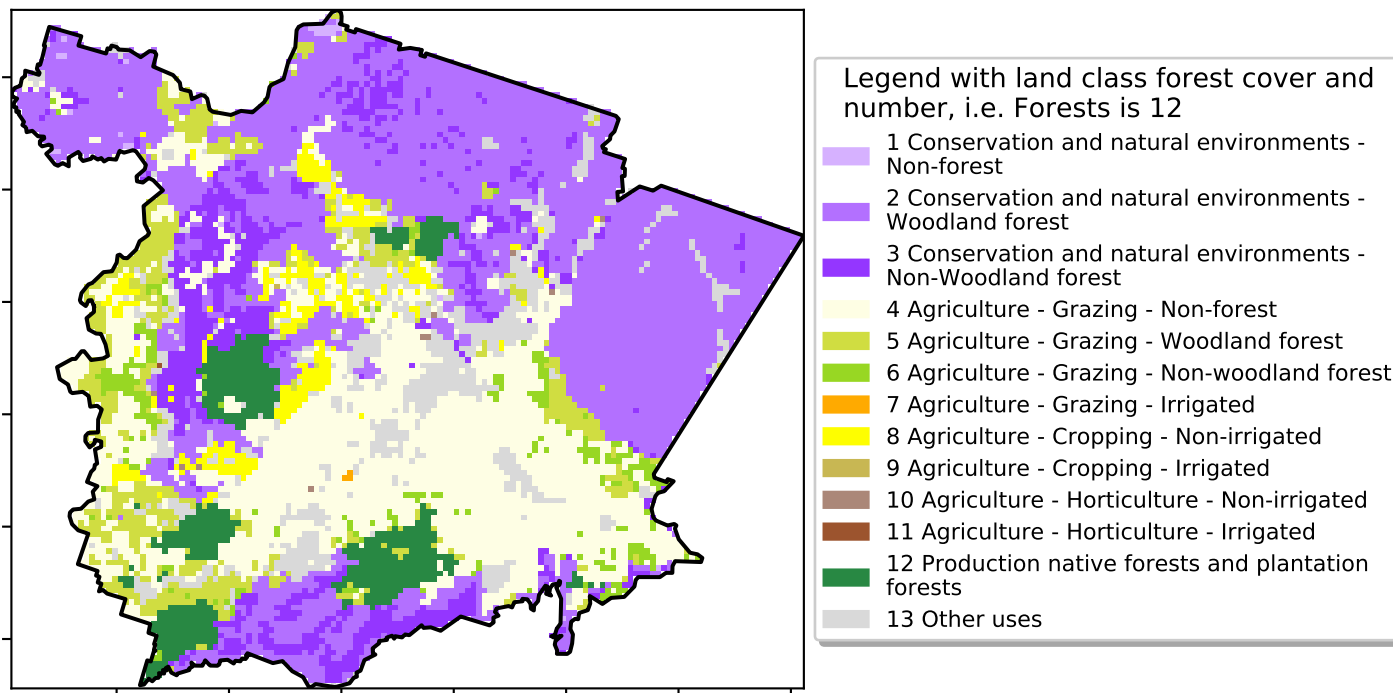 Legend with land class forest cover and
number, i.e. Forests is 12
1 Conservation and natural environments -
Non-forest
2 Conservation and natural environments -
Woodland forest
3 Conservation and natural environments -
Non-Woodland forest
4 Agriculture - Grazing - Non-forest
5 Agriculture - Grazing - Woodland forest
6 Agriculture - Grazing - Non-woodland forest
7 Agriculture - Grazing - Irrigated
8 Agriculture - Cropping - Non-irrigated
9 Agriculture - Cropping - Irrigated
10 Agriculture - Horticulture - Non-irrigated
11 Agriculture - Horticulture - Irrigated
12 Production native forests and plantation
forests
13 Other uses